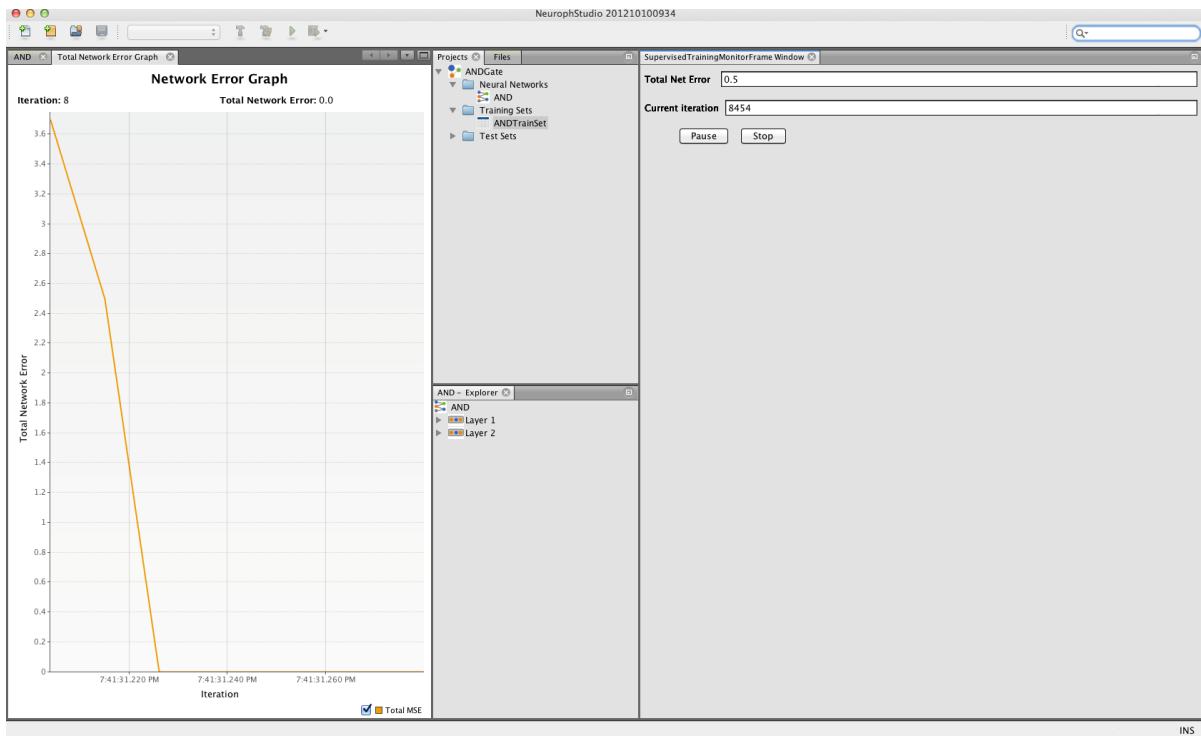 NeurophStudio 201210100934
AND
Total Network Error Graph
Network Error Graph
Iteration: 8
Total Network Error: 0.0
3.6
3.4
3.2
3
2.8
2.6
2.4
2.2
2
1.8
1.6
1.4
1.2
1
0.8
0.6
0.4
0.2
0
Total Network Error
7:41:31.220 PM
7:41:31.240 PM
7:41:31.260 PM
Iteration
Total MSE
Projects
Files
ANDGate
Neural Networks
AND
Training Sets
ANDTrainSet
Test Sets
AND - Explorer
AND
Layer 1
Layer 2
SupervisedTrainingMonitorFrame Window
Total Net Error 0.5
Current iteration 8454
Pause
Stop
INS